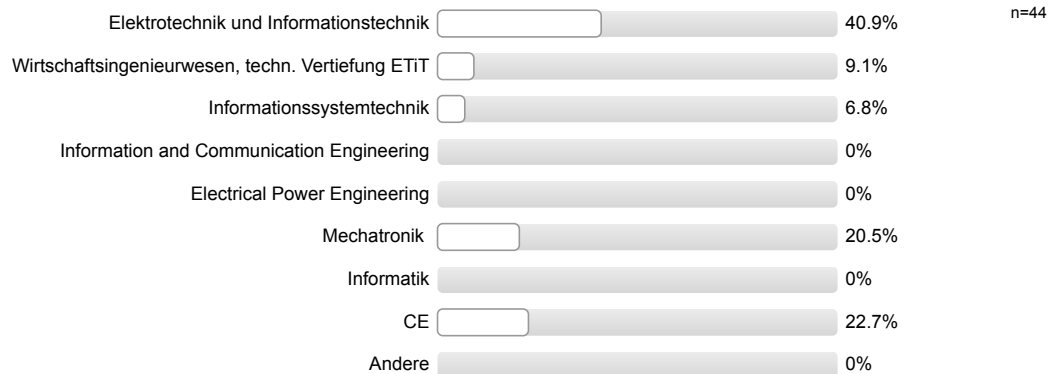 Elektrotechnik und Informationstechnik 40.9% n=44
Wirtschaftsingenieurwesen, techn. Vertiefung ETiT 9.1%
Informationssystemtechnik 6.8%
Information and Communication Engineering 0%
Electrical Power Engineering 0%
Mechatronik 20.5%
Informatik 0%
CE 22.7%
Andere 0%